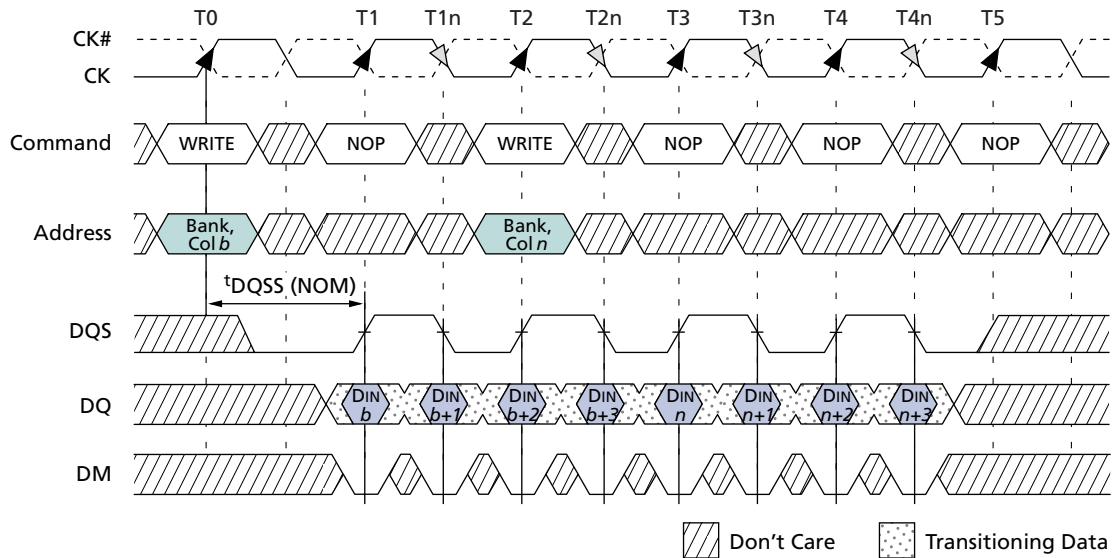 T0 T1 T1n T2 T2n T3 T3n T4 T4n T5
CK#
CK
Command WRITE NOP WRITE NOP NOP NOP
Address Bank, Col b Bank, Col n
tDQSS (NOM)
DQS
DQ DIN b DIN b+1 DIN b+2 DIN b+3 DIN n DIN n+1 DIN n+2 DIN n+3
DM
Don't Care Transitioning Data